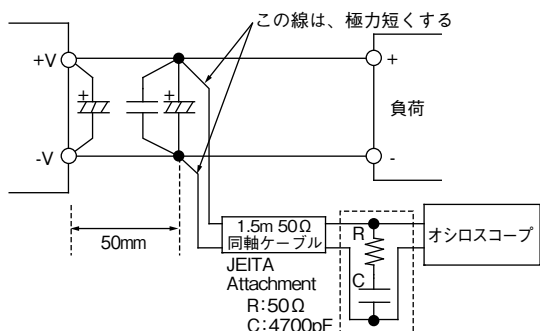 この線は、極力短くする
+V
+
+
+
+
負荷
-V
-
50mm
1.5m 50Ω
同軸ケーブル
R
オシロスコープ
JEITA
Attachment
C
R:50Ω
C:4700pF